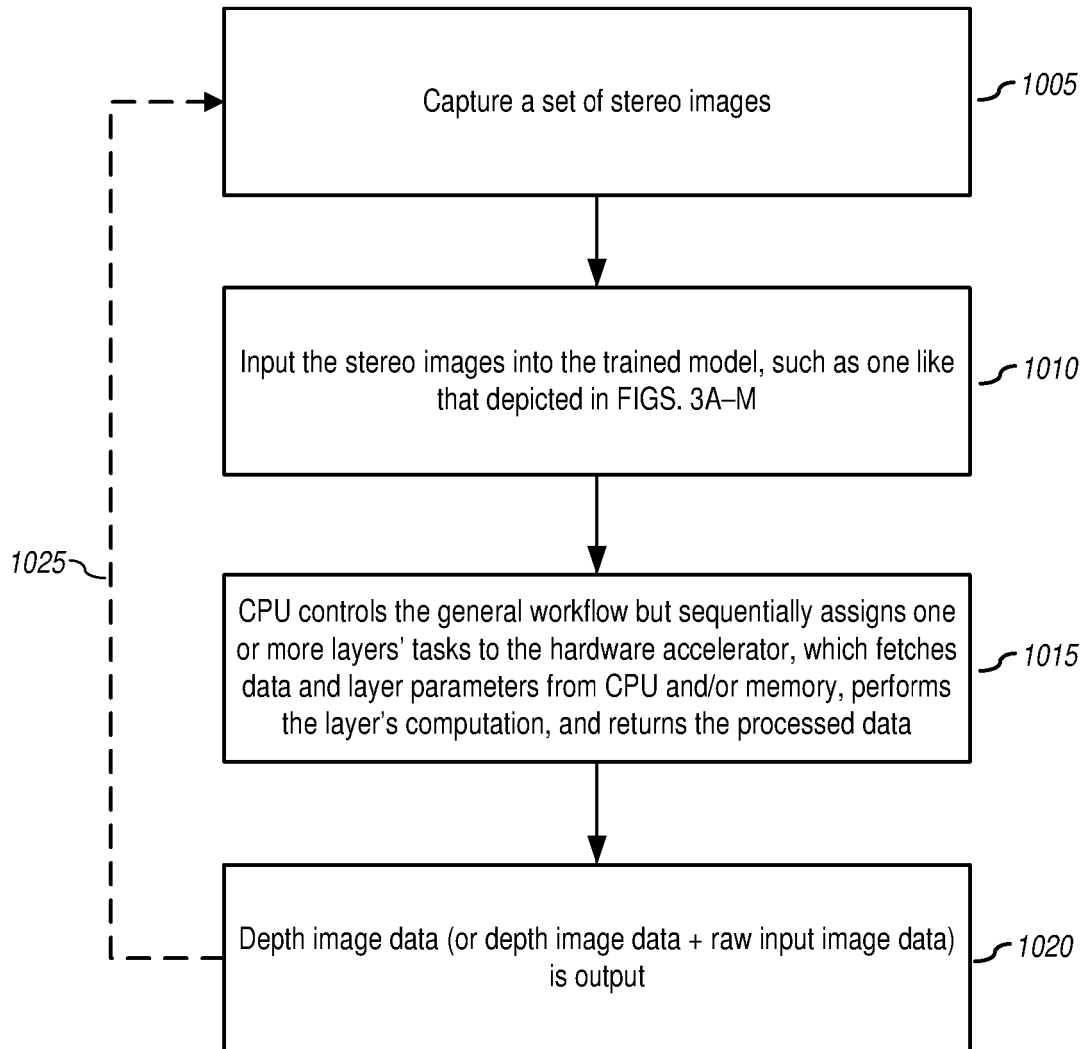 Capture a set of stereo images
1005
Input the stereo images into the trained model, such as one like
that depicted in FIGS. 3A–M
1010
1025
CPU controls the general workflow but sequentially assigns one
or more layers’ tasks to the hardware accelerator, which fetches
data and layer parameters from CPU and/or memory, performs
the layer’s computation, and returns the processed data
1015
Depth image data (or depth image data + raw input image data)
is output
1020